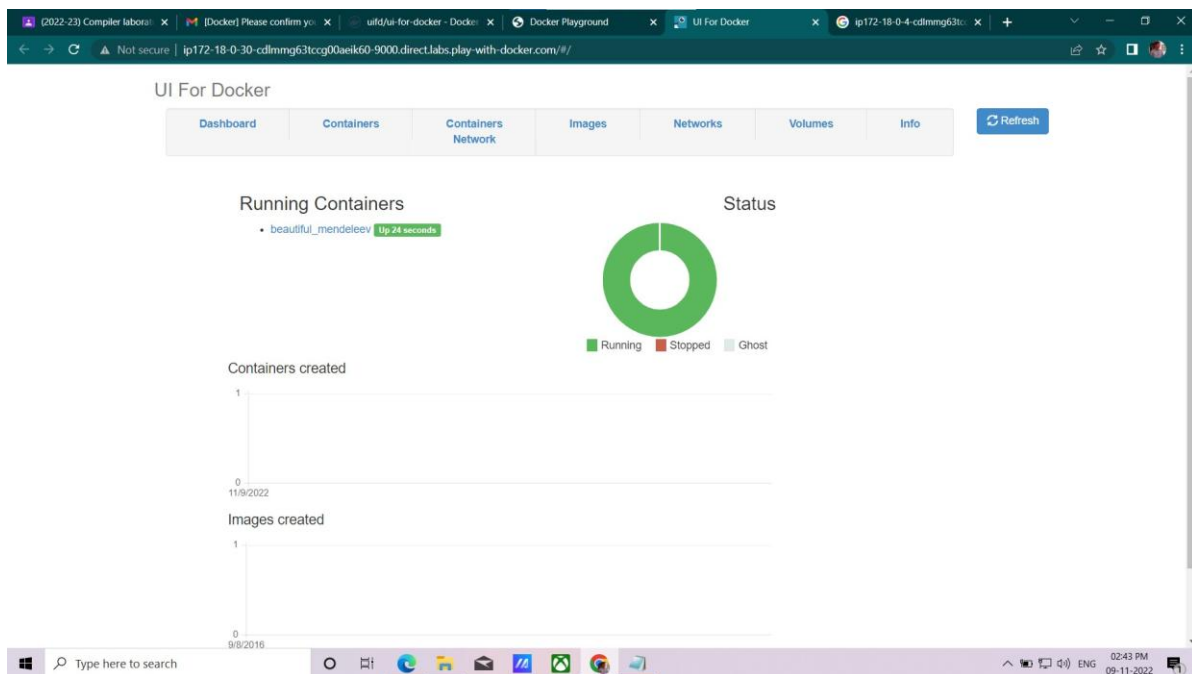 (2022-23) Compiler laborat
[Docker] Please confirm you
uifd/ui-for-docker - Docker
Docker Playground
UI For Docker
ip172-18-0-4-cdlmmg63tcc
Not secure | ip172-18-0-30-cdlmmg63tccg00aeik60-9000.direct.labs.play-with-docker.com/#/
UI For Docker
Dashboard
Containers
Containers
Network
Images
Networks
Volumes
Info
Refresh
Running Containers
beautiful_mendeleev Up 24 seconds
Status
Running Stopped Ghost
Containers created
1
0
11/9/2022
Images created
1
0
9/8/2016
Type here to search
ENG
02:43 PM
09-11-2022